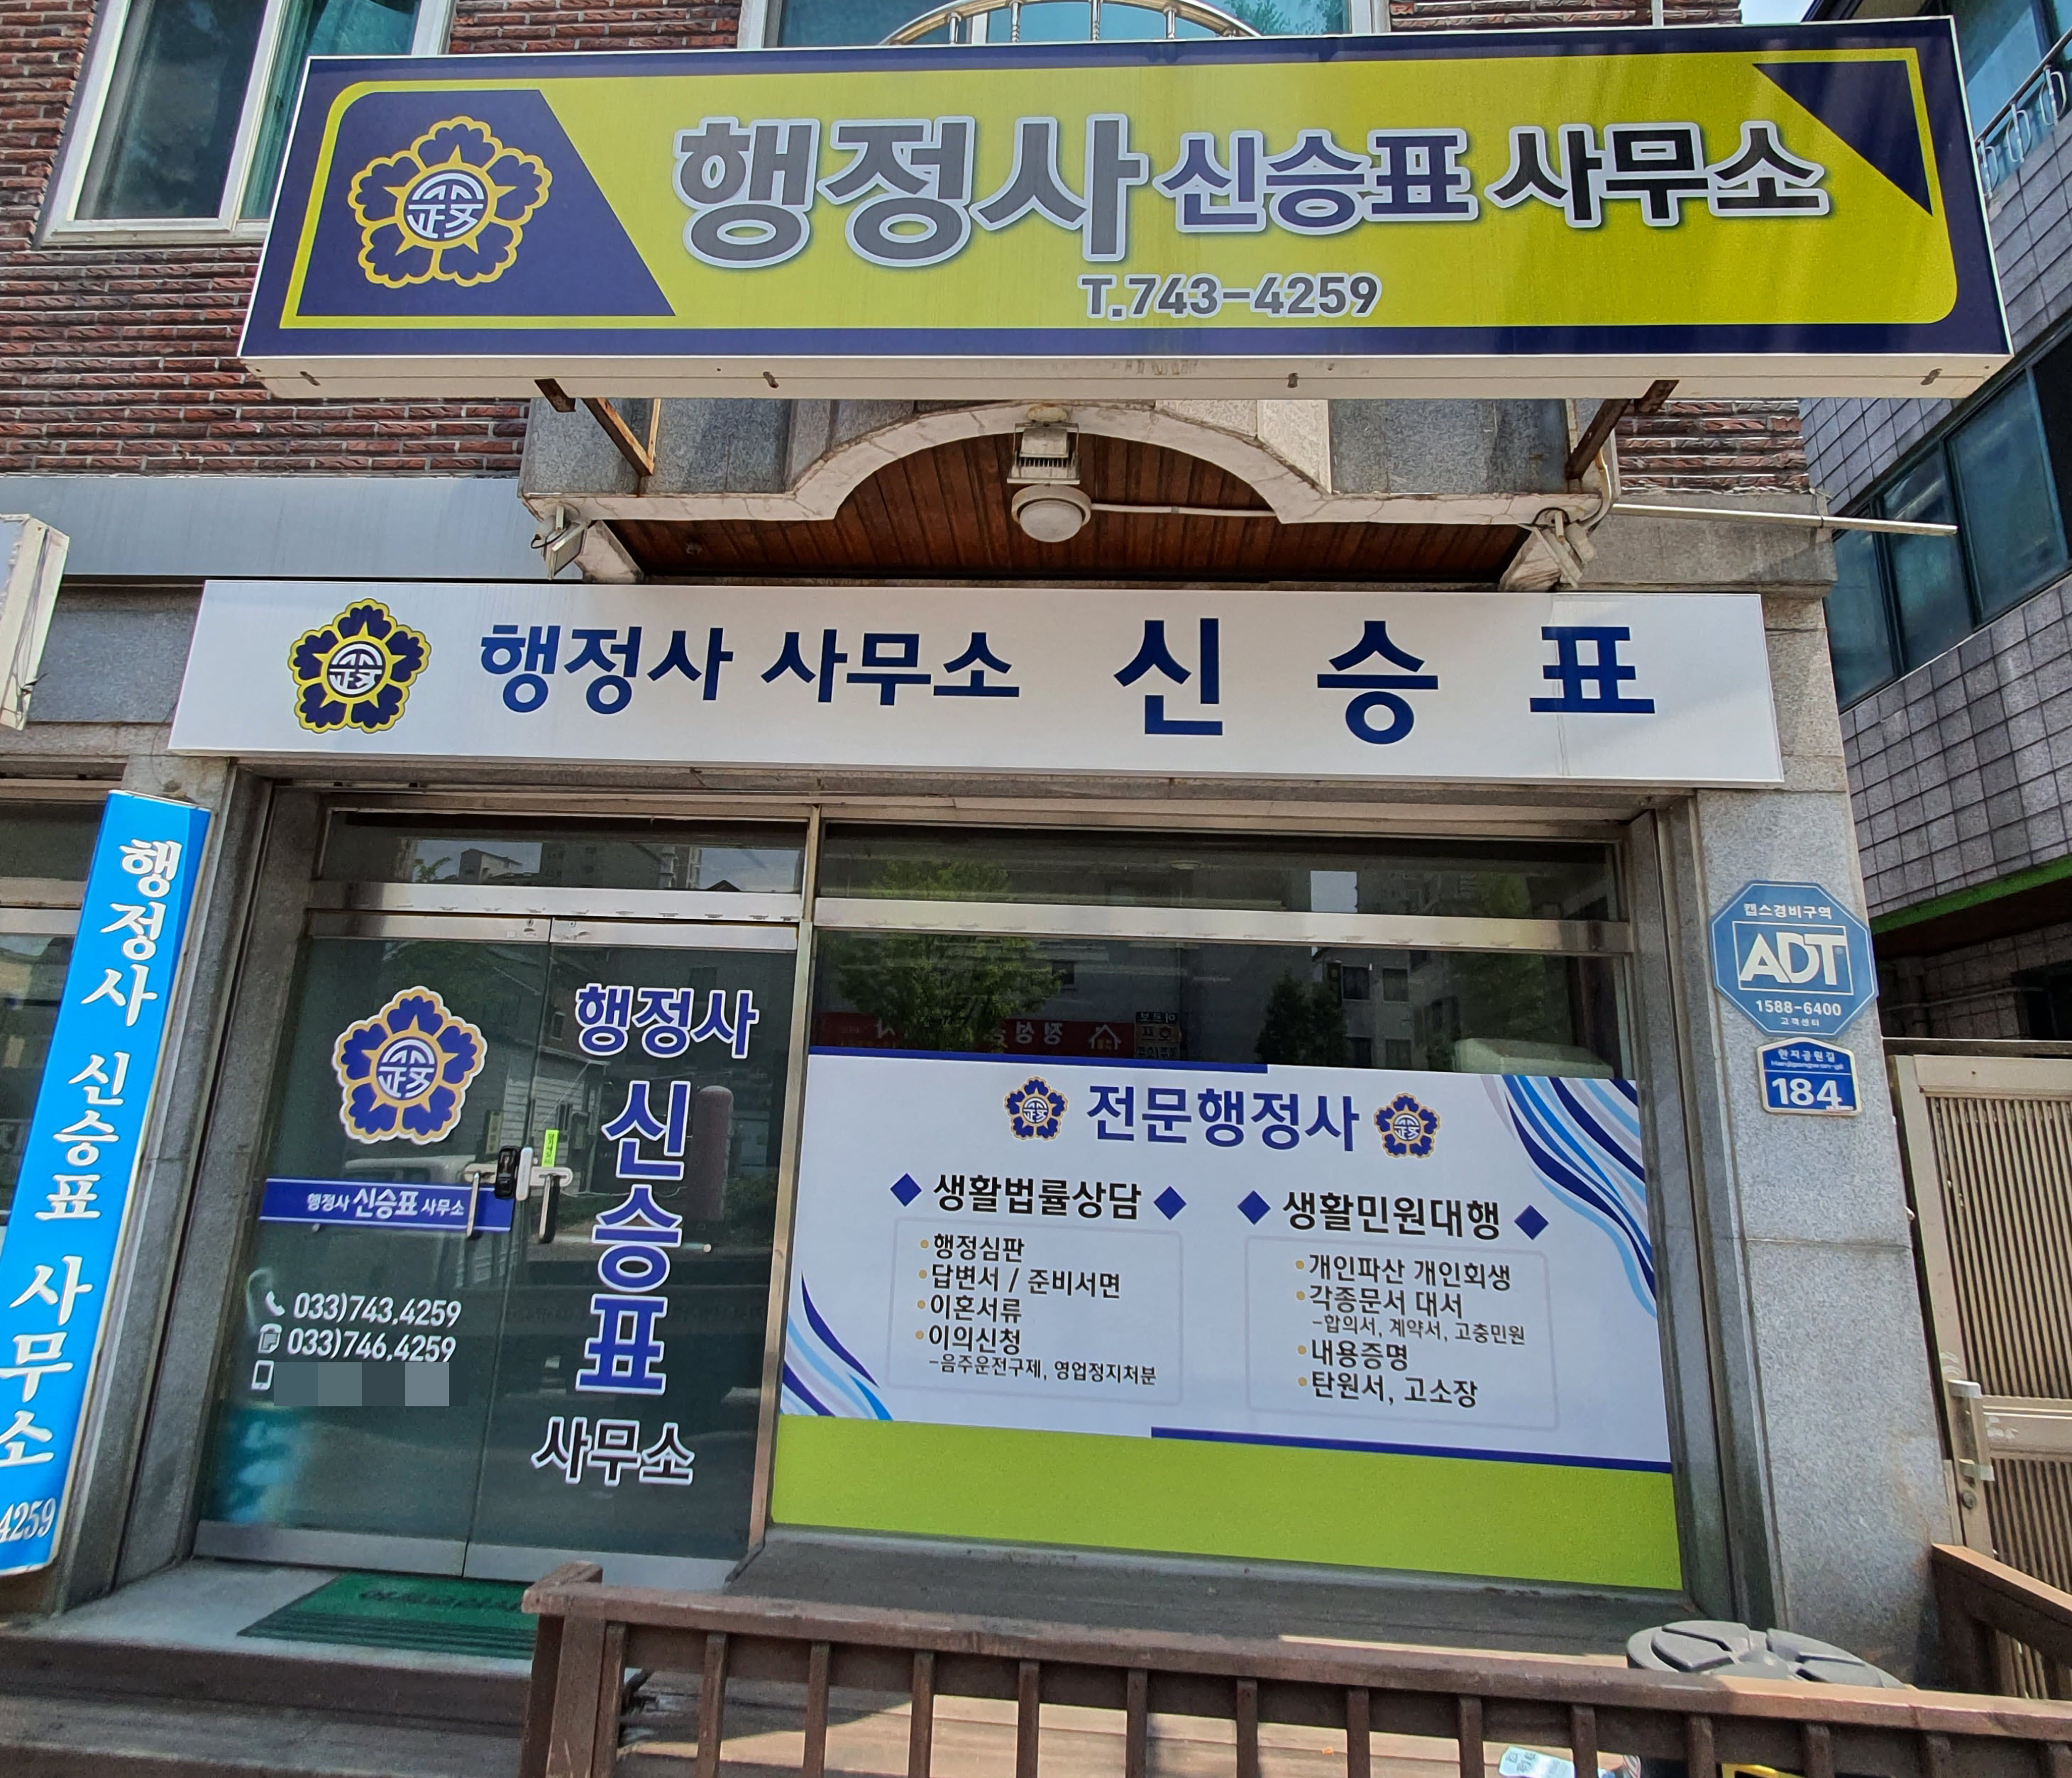 행정사 신승표 사무소
T.743-4259
행정사 사무소 신 승 표
행정사 신승표 사무소
4259
행정사
신승표
사무소
행정사 신승표 사무소
033)743.4259
033)746.4259
전문행정사
생활법률상담
행정심판
답변서 / 준비서면
이혼서류
이의신청
-음주운전구제, 영업정지처분
생활민원대행
개인파산 개인회생
각종문서 대서
-합의서, 계약서, 고충민원
내용증명
탄원서, 고소장
캡스경비구역
ADT
1588-6400
고객센터
한지공원길
184